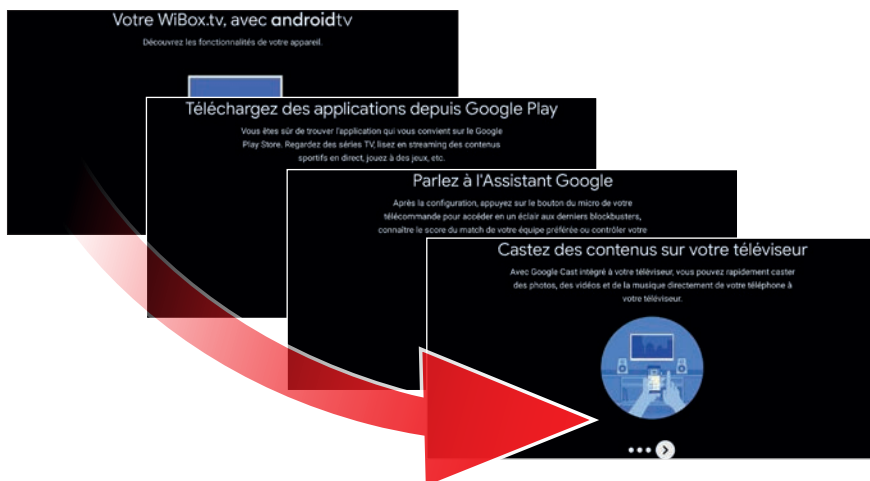 Votre WiBox.tv, avec androidtv
Découvrez les fonctionnalités de votre appareil.
Téléchargez des applications depuis Google Play
Vous êtes sûr de trouver l'application qui vous convient sur le Google
Play Store. Regardez des séries TV, lisez en streaming des contenus
sportifs en direct, jouez à des jeux, etc.
Parlez à l'Assistant Google
Après la configuration, appuyez sur le bouton du micro de votre
télécommande pour accéder en un éclair aux derniers blockbusters,
connaître le score du match de votre équipe préférée ou contrôler votre
Castez des contenus sur votre téléviseur
Avec Google Cast intégré à votre téléviseur, vous pouvez rapidement caster
des photos, des vidéos et de la musique directement de votre téléphone à
votre téléviseur.